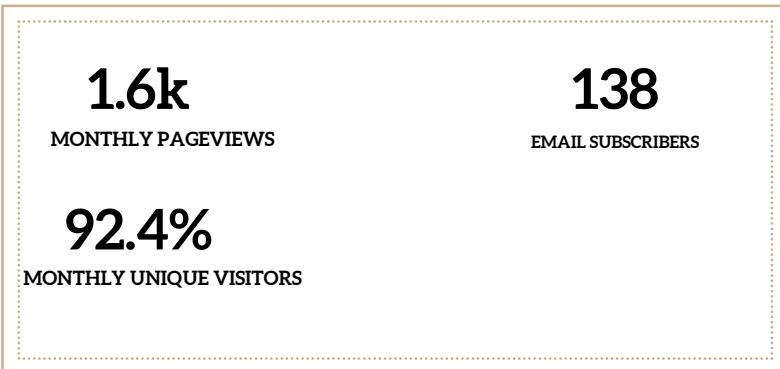 1.6k
MONTHLY PAGEVIEWS
138
EMAIL SUBSCRIBERS
92.4%
MONTHLY UNIQUE VISITORS